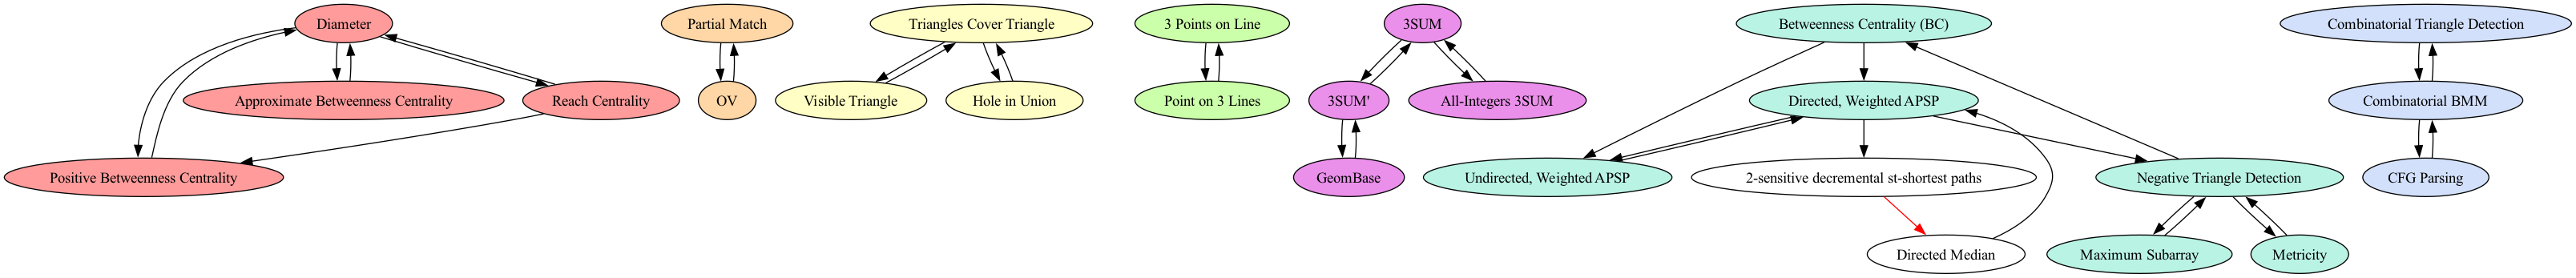 Diameter
Partial Match
Triangles Cover Triangle
3 Points on Line
3SUM
Betweenness Centrality (BC)
Combinatorial Triangle Detection
Approximate Betweenness Centrality
Reach Centrality
OV
Visible Triangle
Hole in Union
Point on 3 Lines
3SUM'
All-Integers 3SUM
Directed, Weighted APSP
Combinatorial BMM
Positive Betweenness Centrality
GeomBase
Undirected, Weighted APSP
2-sensitive decremental st-shortest paths
Negative Triangle Detection
CFG Parsing
Directed Median
Maximum Subarray
Metricity